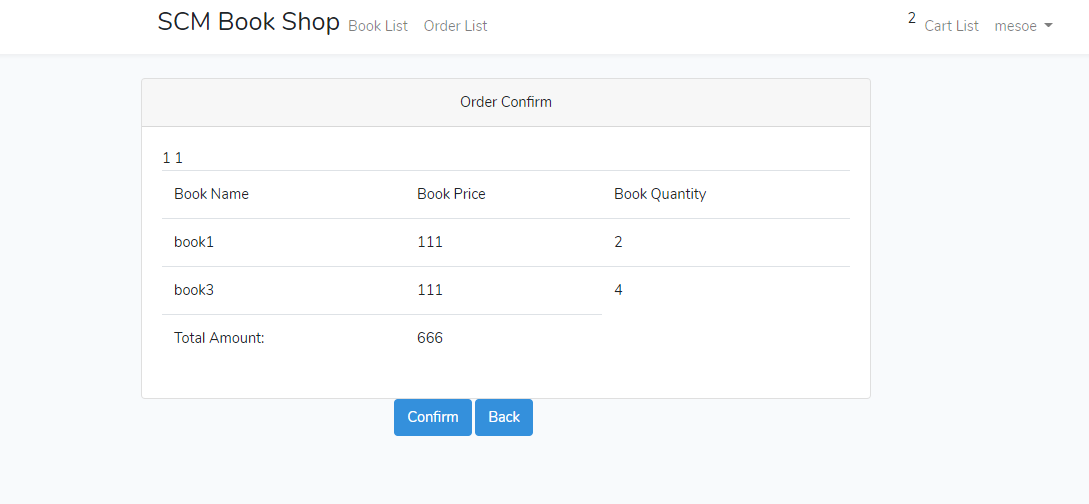 SCM Book Shop Book List Order List 2 Cart List mesoe
Order Confirm
1 1
Book Name Book Price Book Quantity
book1 111 2
book3 111 4
Total Amount: 666
Confirm Back